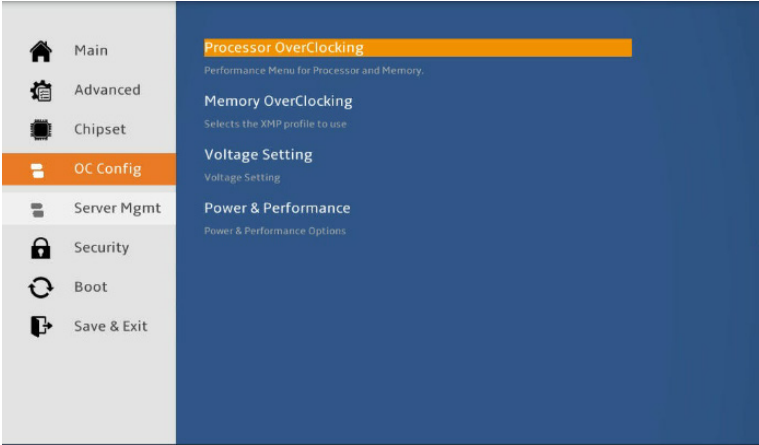 Main
Advanced
Chipset
OC Config
Server Mgmt
Security
Boot
Save & Exit
Processor OverClocking
Performance Menu for Processor and Memory.
Memory OverClocking
Selects the XMP profile to use
Voltage Setting
Voltage Setting
Power & Performance
Power & Performance Options